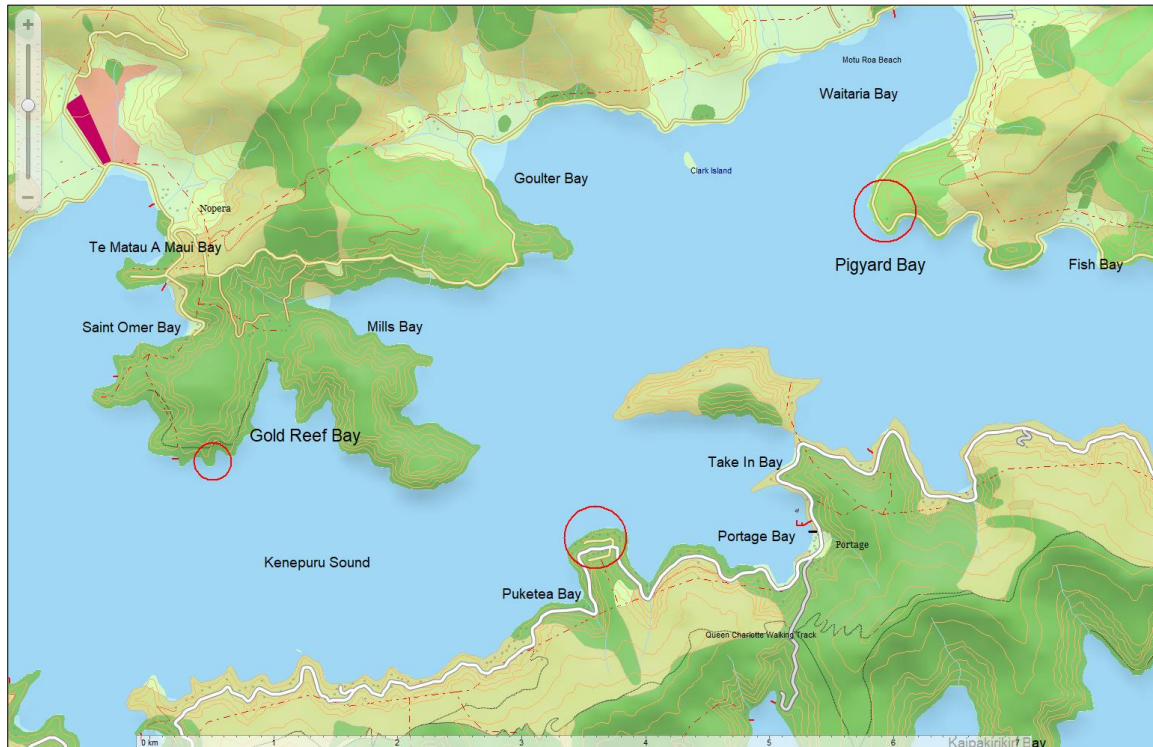 Motu Roa Beach
Waitaria Bay
Clark Island
Goulter Bay
Nopera
Te Matau A Maui Bay
Pigyard Bay
Fish Bay
Saint Omer Bay
Mills Bay
Gold Reef Bay
Take In Bay
Portage Bay
Portage
Kenepuru Sound
Puketea Bay
Queen Charlotte Walking Track
0 km 1 2 3 4 5 6 7
Kaipakirikiri Bay